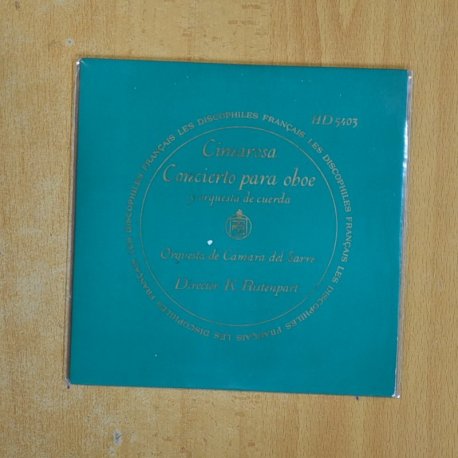 HD 5403
LES DISCOPHILES FRANÇAIS LES DISCOPHILES FRANÇAIS LES DISCOPHILES FRANÇAIS LES DISCOPHILES FRANÇAIS
Cimarosa
Concierto para oboe
y orquesta de cuerda
Orquesta de Cámara del Sarre
Director K Ristenpart